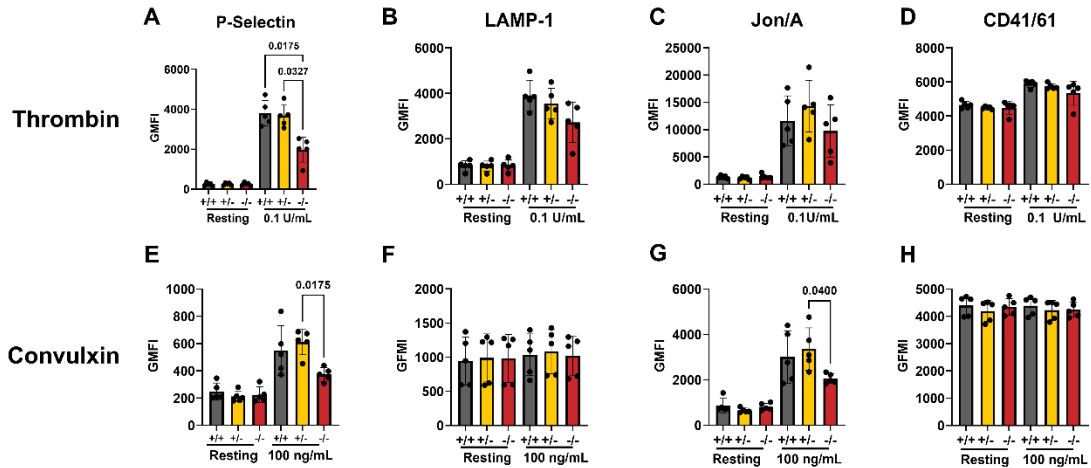 A P-Selectin
B LAMP-1
C Jon/A
D CD41/61
Thrombin
GMFI
6000
4000
2000
0
0.0175
0.0327
+/+ +/- -/- +/+ +/- -/-
Resting 0.1 U/mL
GMFI
6000
4000
2000
0
+/+ +/- -/- +/+ +/- -/-
Resting 0.1 U/mL
GMFI
25000
20000
15000
10000
5000
0
+/+ +/- -/- +/+ +/- -/-
Resting 0.1U/mL
GMFI
8000
6000
4000
2000
0
+/+ +/- -/- +/+ +/- -/-
Resting 0.1 U/mL
Convulxin
E
GMFI
1000
800
600
400
200
0
0.0175
+/+ +/- -/- +/+ +/- -/-
Resting 100 ng/mL
F
GFMI
2000
1500
1000
500
0
+/+ +/- -/- +/+ +/- -/-
Resting 100 ng/mL
G
GMFI
6000
4000
2000
0
0.0400
+/+ +/- -/- +/+ +/- -/-
Resting 100 ng/mL
H
GFMI
5000
4000
3000
2000
1000
0
+/+ +/- -/- +/+ +/- -/-
Resting 100 ng/mL